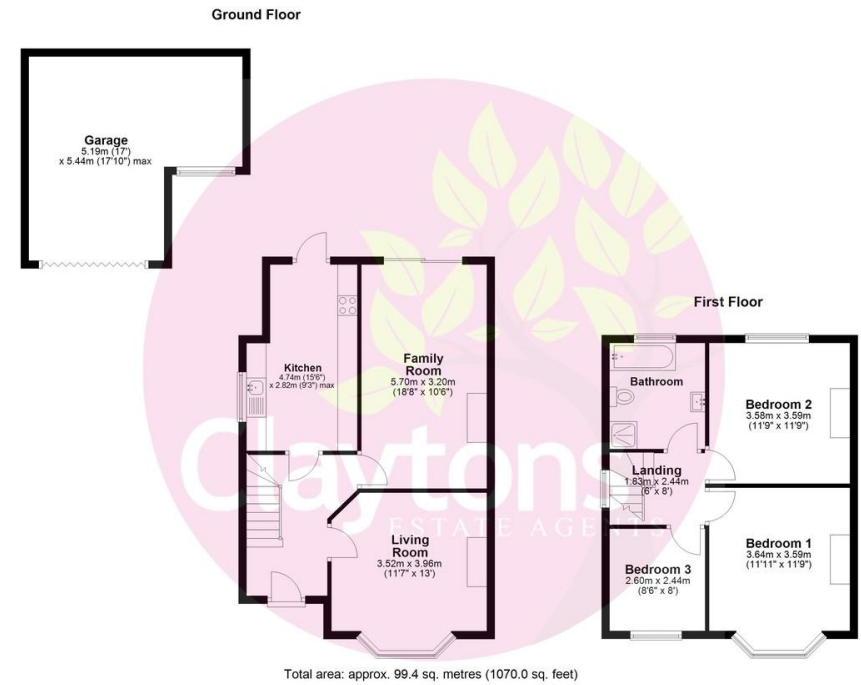 Ground Floor
Garage
5.19m (17')
x 5.44m (17'10") max
Kitchen
4.74m (15'6")
x 2.82m (9'3") max
Family
Room
5.70m x 3.20m
(18'8" x 10'6")
Living
Room
3.52m x 3.96m
(11'7" x 13')
First Floor
Bathroom
Bedroom 2
3.58m x 3.59m
(11'9" x 11'9")
Landing
1.83m x 2.44m
(6' x 8')
Bedroom 1
3.64m x 3.59m
(11'11" x 11'9")
Bedroom 3
2.60m x 2.44m
(8'6" x 8')
Claytons
ESTATE AGENTS
Total area: approx. 99.4 sq. metres (1070.0 sq. feet)